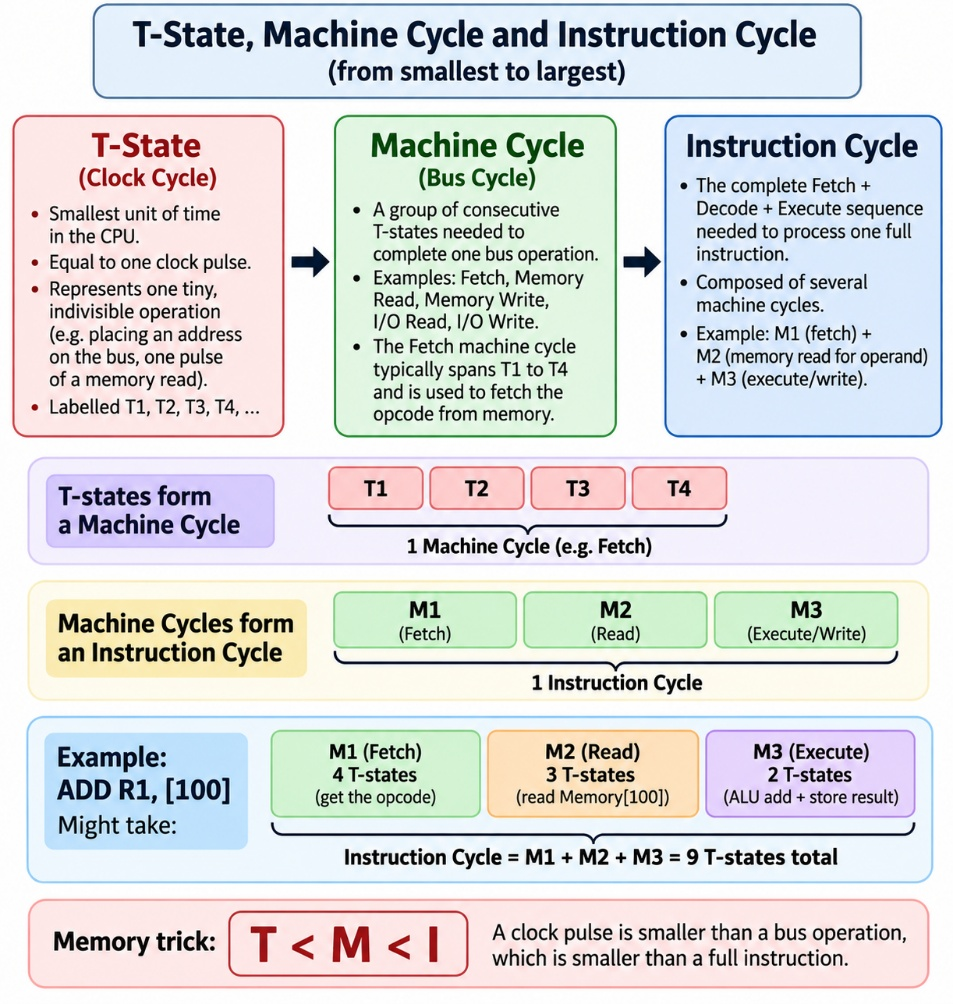 T-State, Machine Cycle and Instruction Cycle
(from smallest to largest)
T-State
(Clock Cycle)
• Smallest unit of time
in the CPU.
• Equal to one clock pulse.
• Represents one tiny,
indivisible operation
(e.g. placing an address
on the bus, one pulse
of a memory read).
• Labelled T1, T2, T3, T4, ...
Machine Cycle
(Bus Cycle)
• A group of consecutive
T-states needed to
complete one bus operation.
• Examples: Fetch, Memory
Read, Memory Write,
I/O Read, I/O Write.
• The Fetch machine cycle
typically spans T1 to T4
and is used to fetch the
opcode from memory.
Instruction Cycle
• The complete Fetch +
Decode + Execute sequence
needed to process one full
instruction.
• Composed of several
machine cycles.
• Example: M1 (fetch) +
M2 (memory read for operand)
+ M3 (execute/write).
T-states form
a Machine Cycle
T1 T2 T3 T4
1 Machine Cycle (e.g. Fetch)
Machine Cycles form
an Instruction Cycle
M1
(Fetch)
M2
(Read)
M3
(Execute/Write)
1 Instruction Cycle
Example:
ADD R1, [100]
Might take:
M1 (Fetch)
4 T-states
(get the opcode)
M2 (Read)
3 T-states
(read Memory[100])
M3 (Execute)
2 T-states
(ALU add + store result)
Instruction Cycle = M1 + M2 + M3 = 9 T-states total
Memory trick:
T < M < I
A clock pulse is smaller than a bus operation,
which is smaller than a full instruction.